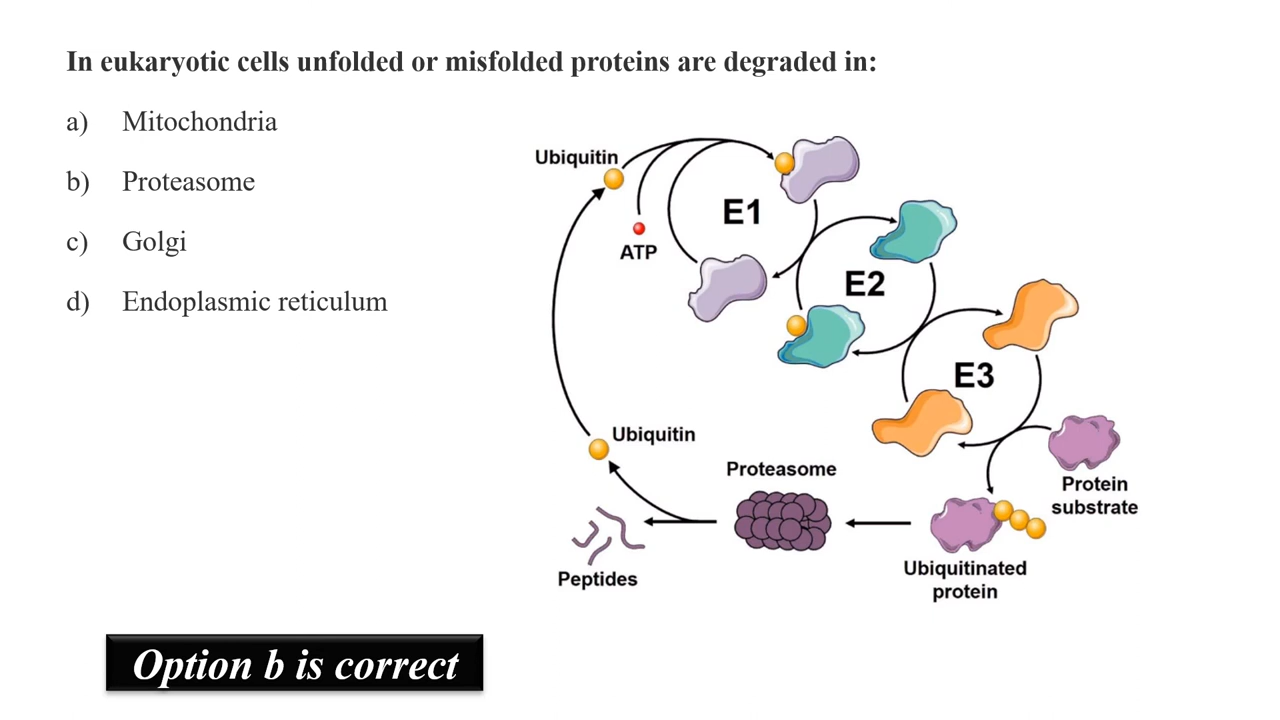 In eukaryotic cells unfolded or misfolded proteins are degraded in:
a) Mitochondria
b) Proteasome
c) Golgi
d) Endoplasmic reticulum
Ubiquitin
ATP
E1
E2
E3
Protein
substrate
Ubiquitinated
protein
Proteasome
Peptides
Ubiquitin
Option b is correct